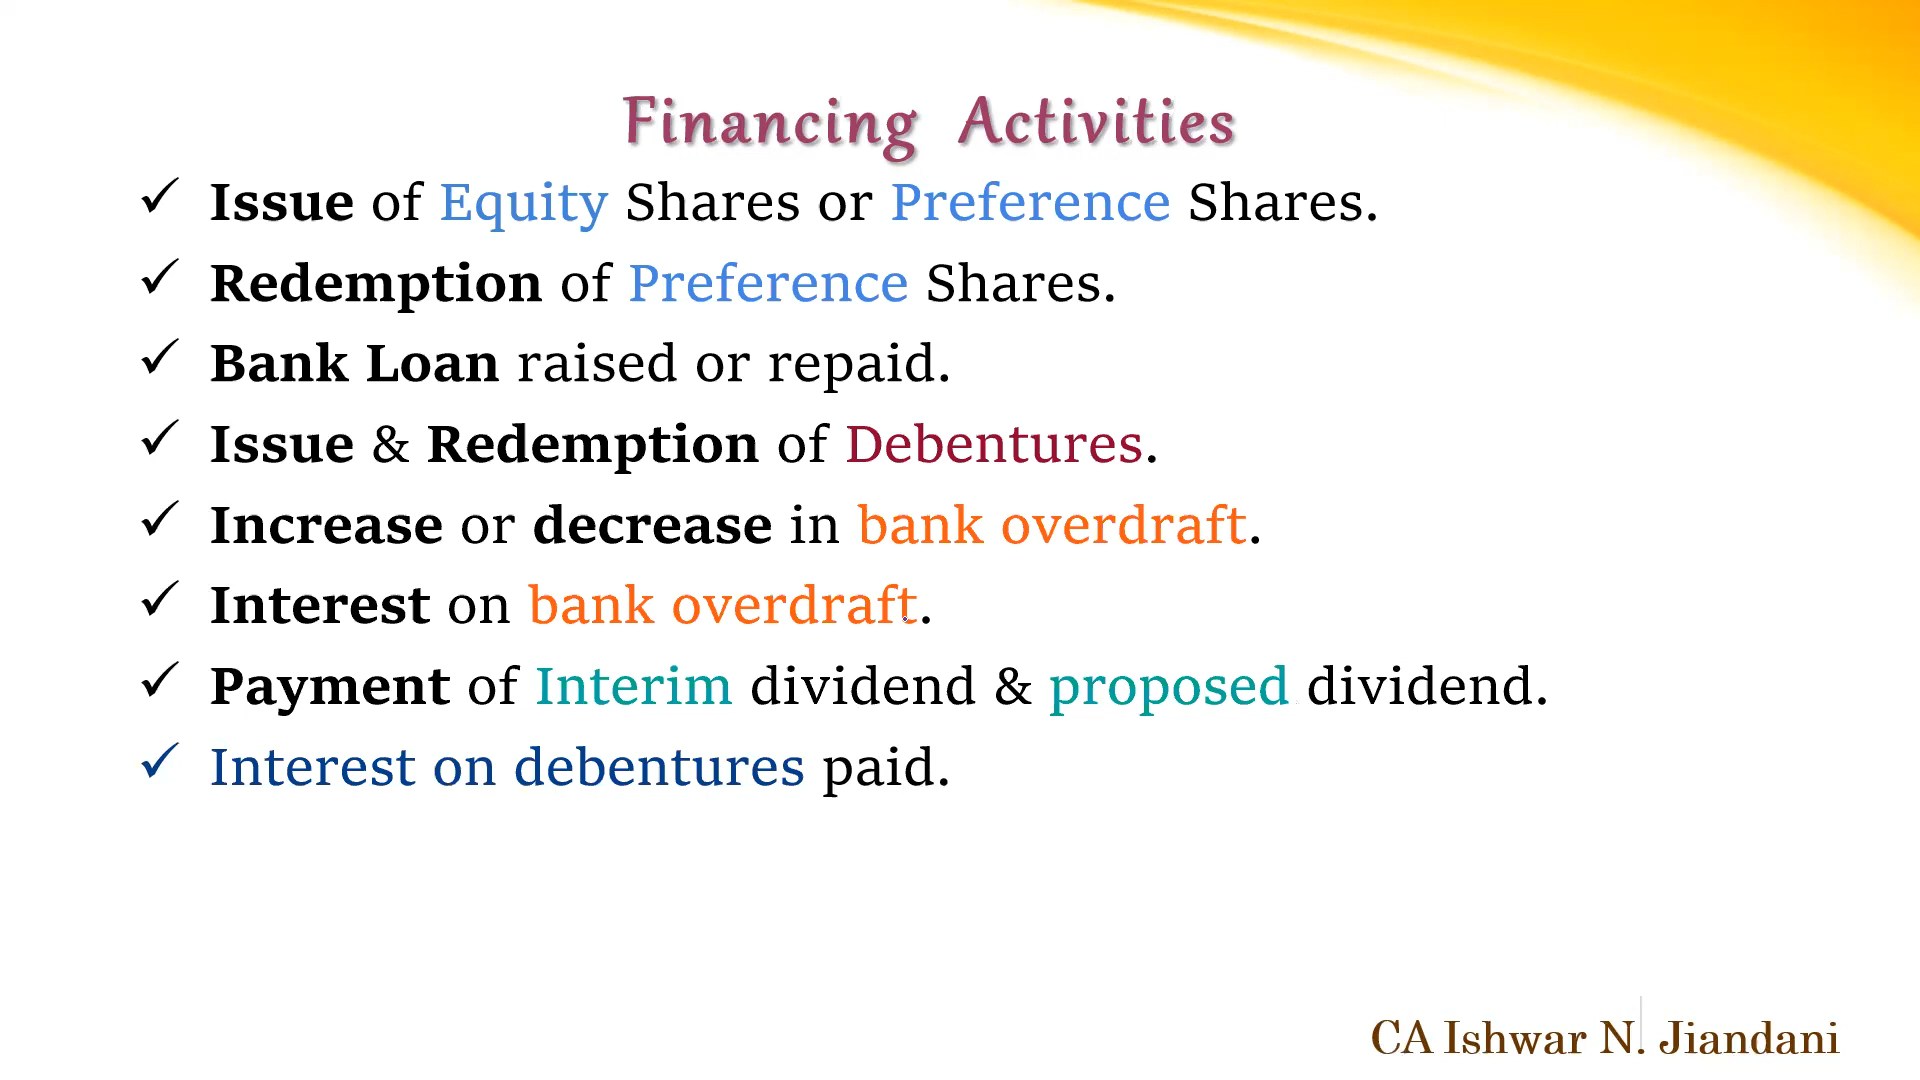 Financing Activities
✓ Issue of Equity Shares or Preference Shares.
✓ Redemption of Preference Shares.
✓ Bank Loan raised or repaid.
✓ Issue & Redemption of Debentures.
✓ Increase or decrease in bank overdraft.
✓ Interest on bank overdraft.
✓ Payment of Interim dividend & proposed dividend.
✓ Interest on debentures paid.
CA Ishwar N. Jiandani